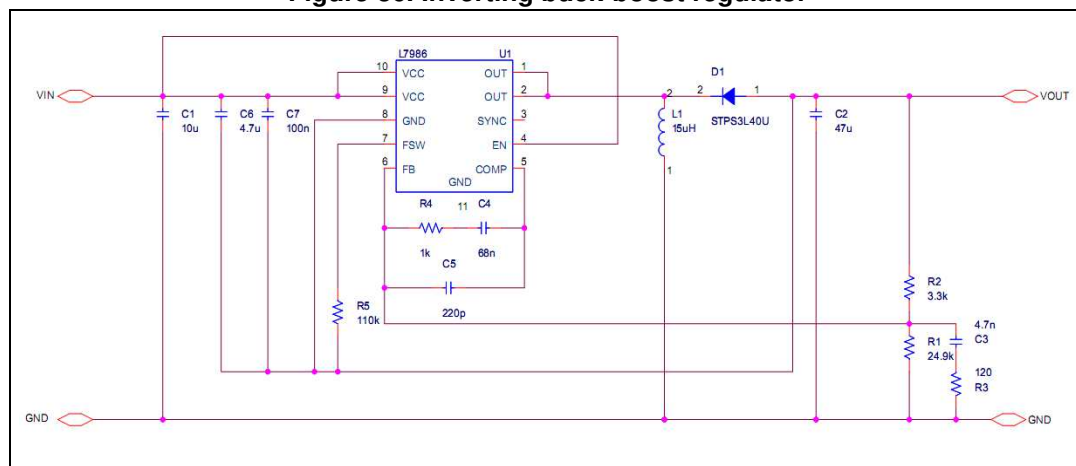 Figure 36. Inverting buck-boost regulator
L7986 U1
10 VCC OUT 1
9 VCC OUT 2
8 GND SYNC 3
7 FSW EN 4
6 FB COMP 5
GND
11
VIN
C1
10u
C6
4.7u
C7
100n
D1
2 1
STPS3L40U
2
L1
15uH
1
C2
47u
VOUT
R4 C4
1k 68n
C5
220p
R5
110k
R2
3.3k
R1
24.9k
4.7n
C3
120
R3
GND GND